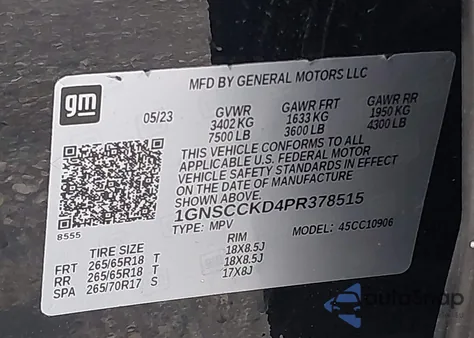 gm
MFD BY GENERAL MOTORS LLC
05/23 GVWR GAWR FRT GAWR RR
3402 KG 1633 KG 1950 KG
7500 LB 3600 LB 4300 LB
THIS VEHICLE CONFORMS TO ALL
APPLICABLE U.S. FEDERAL MOTOR
VEHICLE SAFETY STANDARDS IN EFFECT
ON THE DATE OF MANUFACTURE
SHOWN ABOVE.
1GNSCCKD4PR378515
8555 TYPE: MPV MODEL: 45CC10906
TIRE SIZE RIM
FRT 265/65R18 T 18X8.5J
RR 265/65R18 T 18X8.5J
SPA 265/70R17 S 17X8J
autoSnap